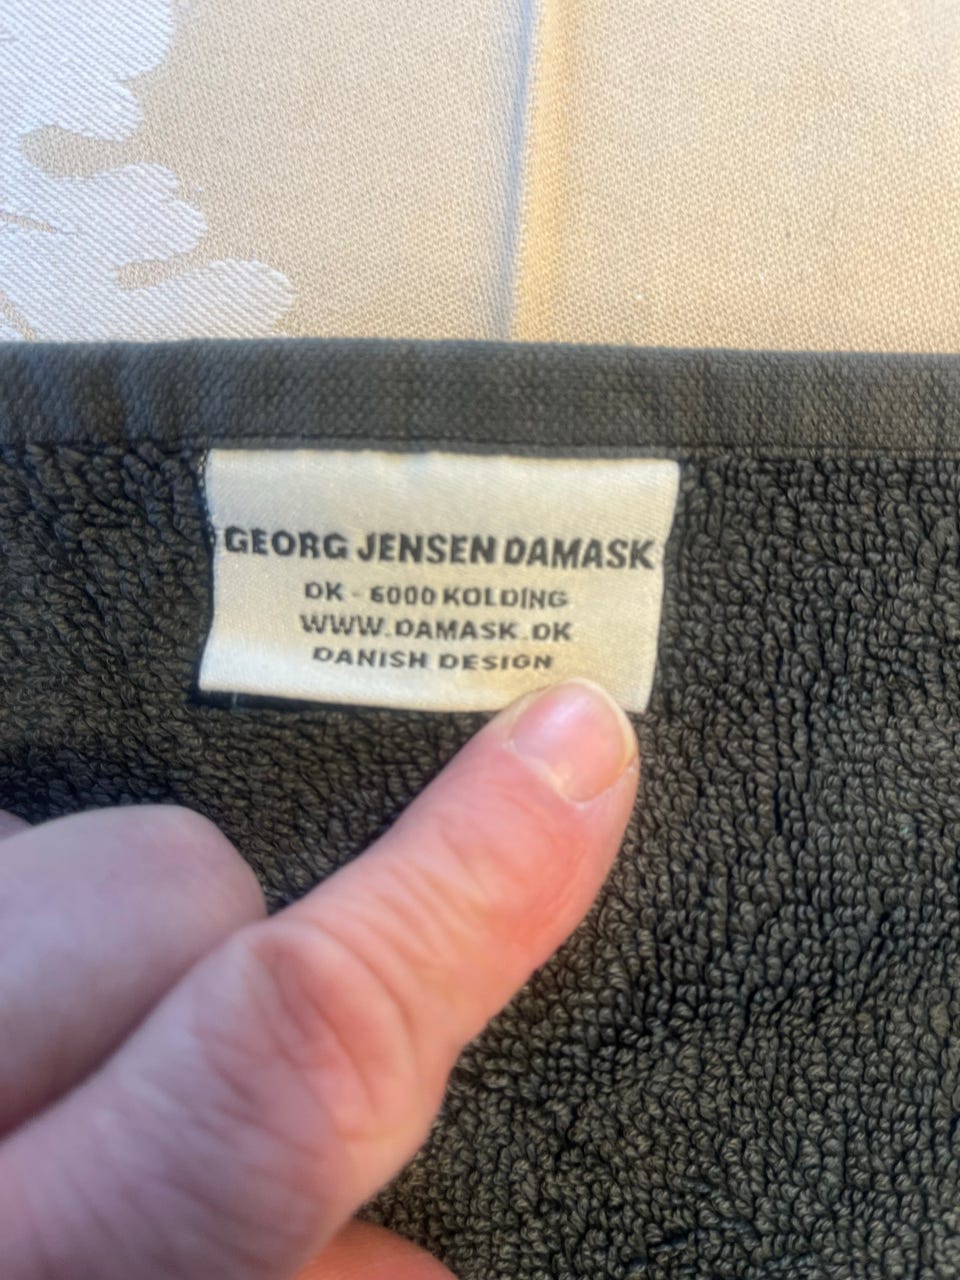 GEORG JENSEN DAMASK
DK - 6000 KOLDING
WWW.DAMASK.DK
DANISH DESIGN